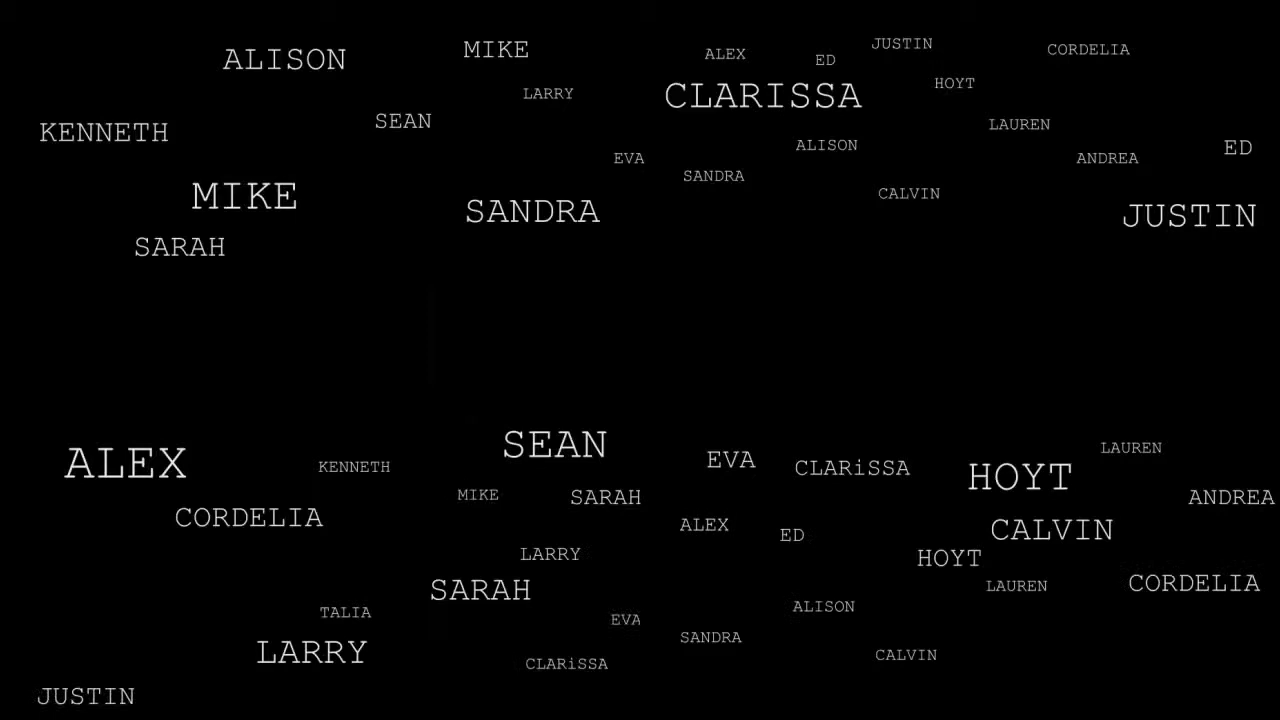 JUSTIN
MIKE
CORDELIA
ALEX
ALISON
ED
HOYT
LARRY
CLARISSA
SEAN
LAUREN
KENNETH
ALISON
ED
EVA
ANDREA
SANDRA
CALVIN
MIKE
SANDRA
JUSTIN
SARAH
SEAN
LAUREN
EVA
ALEX
KENNETH
CLARiSSA
HOYT
MIKE
SARAH
ANDREA
CORDELIA
ALEX
CALVIN
ED
LARRY
HOYT
CORDELIA
LAUREN
SARAH
ALISON
TALIA
EVA
SANDRA
LARRY
CALVIN
CLARiSSA
JUSTIN